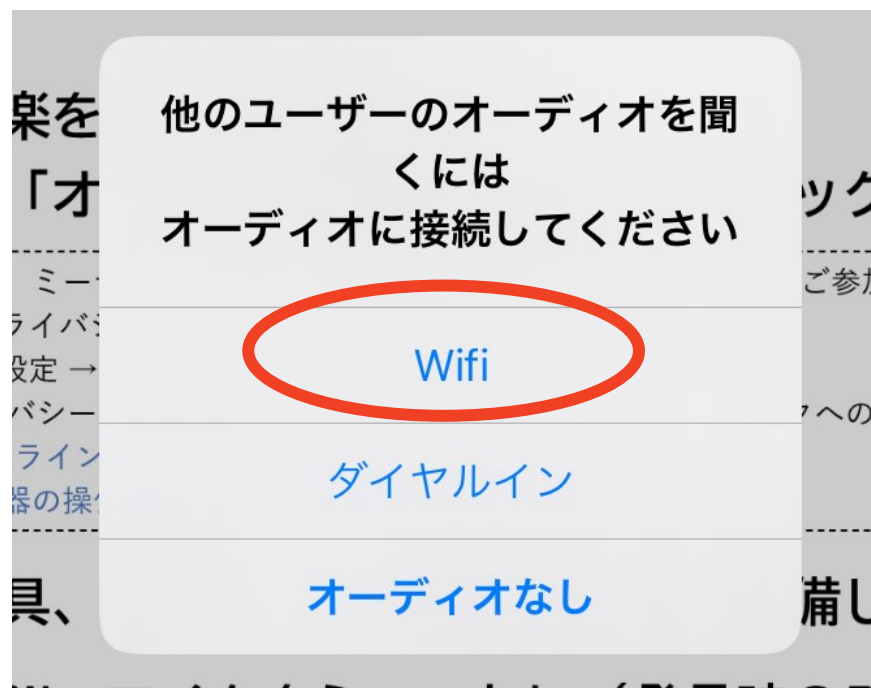 他のユーザーのオーディオを聞
くには
オーディオに接続してください
Wifi
ダイヤルイン
オーディオなし
楽を
「オ
ック
ミー
ご参加
ライバシ
設定 →
バシー
クへの
ライン
器の操
具、
備し